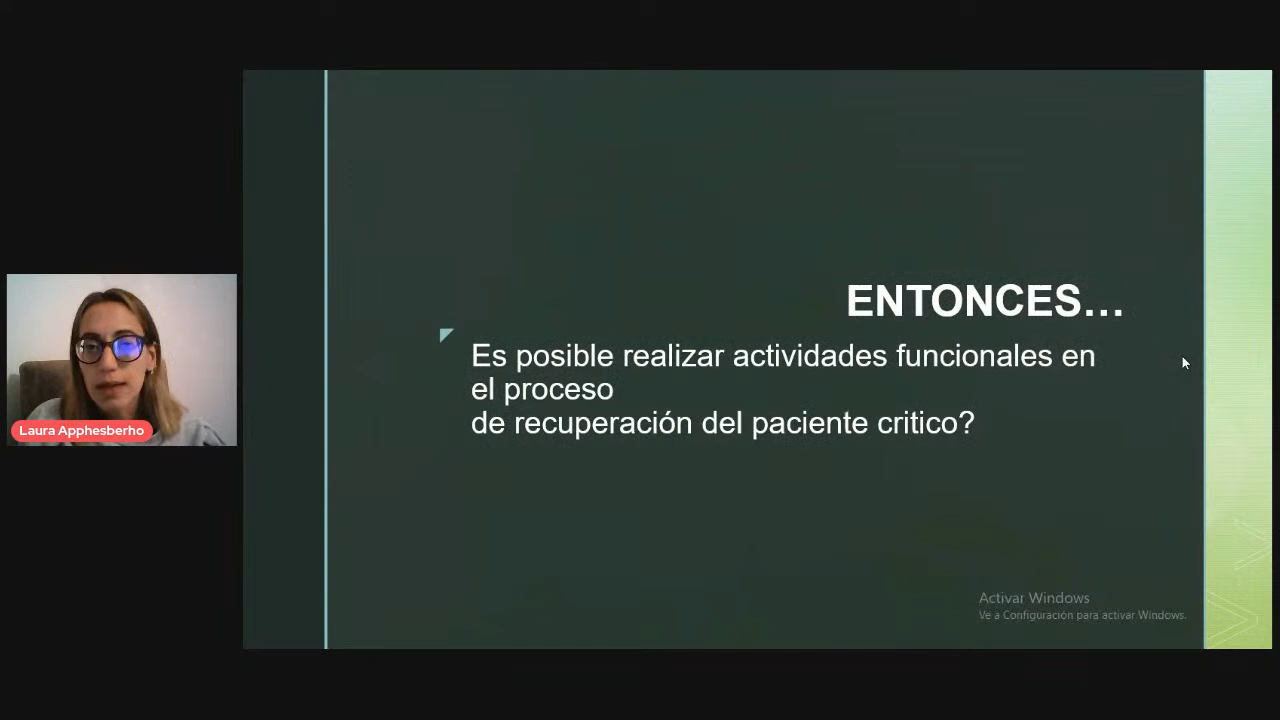 ENTONCES...
Es posible realizar actividades funcionales en
el proceso
de recuperación del paciente critico?
Laura Apphesberho
Activar Windows
Ve a Configuración para activar Windows.